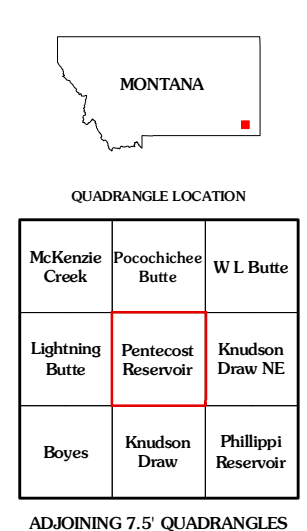 MONTANA
QUADRANGLE LOCATION
McKenzie
Creek
Pocochichee
Butte
W L Butte
Lightning
Butte
Pentecost
Reservoir
Knudson
Draw NE
Boyes
Knudson
Draw
Phillippi
Reservoir
ADJOINING 7.5' QUADRANGLES